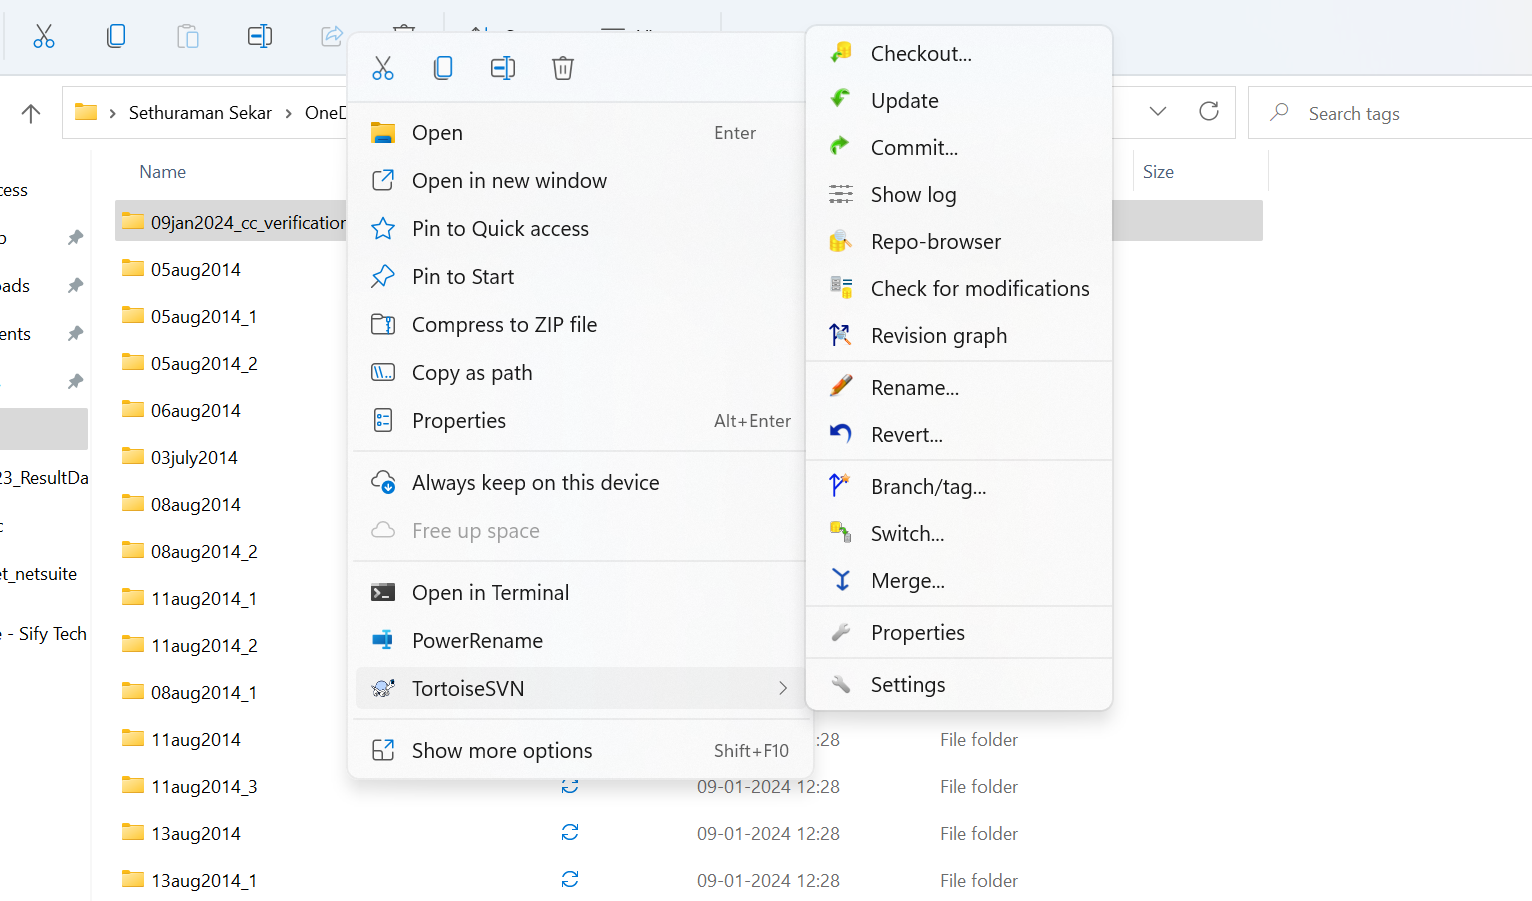 Sethuraman Sekar
OneD
Search tags
Name
Size
cess
oads
ents
23_ResultDa
et_netsuite
e - Sify Tech
09jan2024_cc_verification
05aug2014
05aug2014_1
05aug2014_2
06aug2014
03july2014
08aug2014
08aug2014_2
11aug2014_1
11aug2014_2
08aug2014_1
11aug2014
:28 File folder
11aug2014_3 09-01-2024 12:28 File folder
13aug2014 09-01-2024 12:28 File folder
13aug2014_1 09-01-2024 12:28 File folder
Open Enter
Open in new window
Pin to Quick access
Pin to Start
Compress to ZIP file
Copy as path
Properties Alt+Enter
Always keep on this device
Free up space
Open in Terminal
PowerRename
TortoiseSVN
Show more options Shift+F10
Checkout...
Update
Commit...
Show log
Repo-browser
Check for modifications
Revision graph
Rename...
Revert...
Branch/tag...
Switch...
Merge...
Properties
Settings